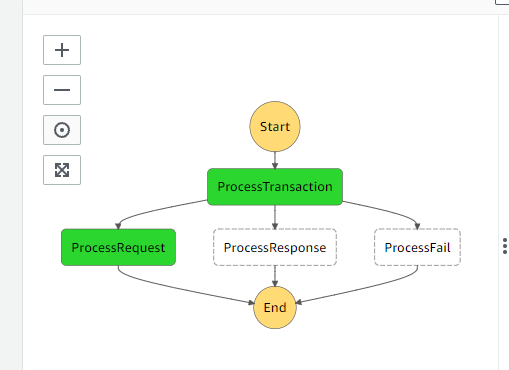 Start
ProcessTransaction
ProcessRequest
ProcessResponse
ProcessFail
End